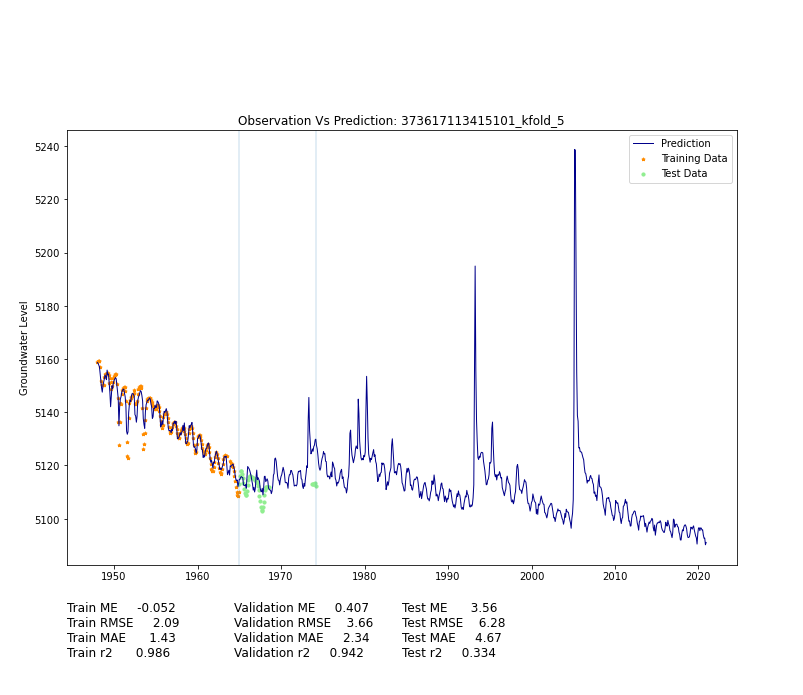 Observation Vs Prediction: 373617113415101_kfold_5
Prediction
Training Data
Test Data
Groundwater Level
5240
5220
5200
5180
5160
5140
5120
5100
1950 1960 1970 1980 1990 2000 2010 2020
Train ME -0.052 Validation ME 0.407 Test ME 3.56
Train RMSE 2.09 Validation RMSE 3.66 Test RMSE 6.28
Train MAE 1.43 Validation MAE 2.34 Test MAE 4.67
Train r2 0.986 Validation r2 0.942 Test r2 0.334